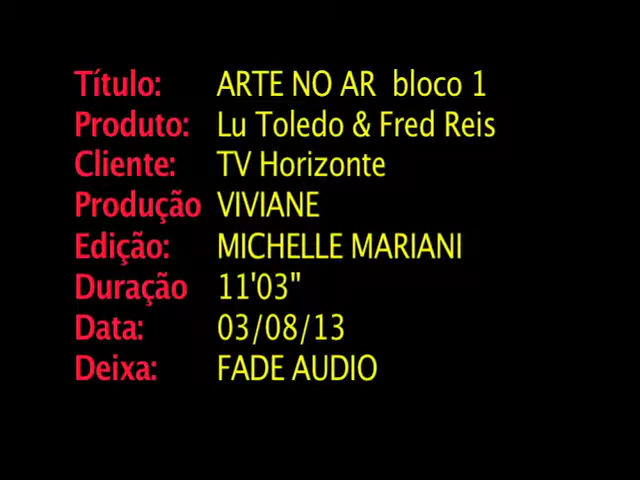 Título: ARTE NO AR bloco 1
Produto: Lu Toledo & Fred Reis
Cliente: TV Horizonte
Produção VIVIANE
Edição: MICHELLE MARIANI
Duração 11'03"
Data: 03/08/13
Deixa: FADE AUDIO